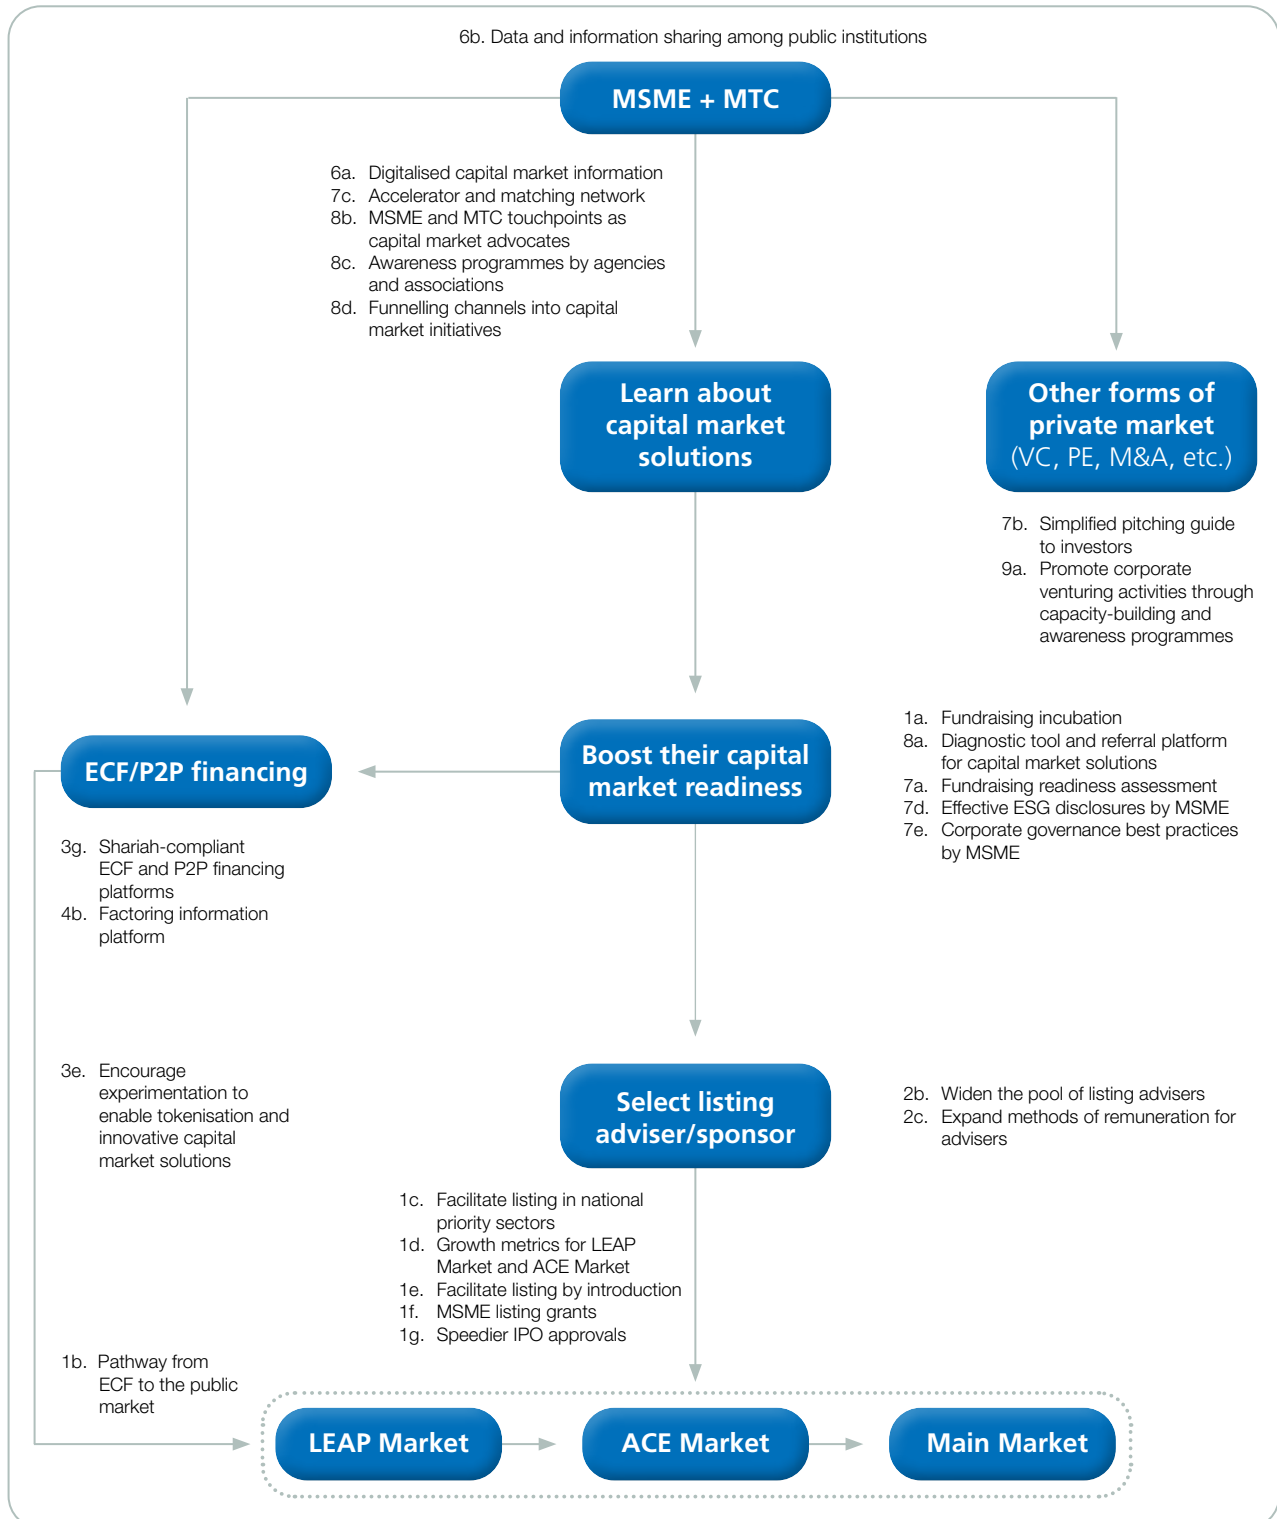 6b. Data and information sharing among public institutions
MSME + MTC
6a. Digitalised capital market information
7c. Accelerator and matching network
8b. MSME and MTC touchpoints as
capital market advocates
8c. Awareness programmes by agencies
and associations
8d. Funnelling channels into capital
market initiatives
Learn about
capital market
solutions
Other forms of
private market
(VC, PE, M&A, etc.)
7b. Simplified pitching guide
to investors
9a. Promote corporate
venturing activities through
capacity-building and
awareness programmes
ECF/P2P financing
Boost their capital
market readiness
1a. Fundraising incubation
8a. Diagnostic tool and referral platform
for capital market solutions
7a. Fundraising readiness assessment
7d. Effective ESG disclosures by MSME
7e. Corporate governance best practices
by MSME
3g. Shariah-compliant
ECF and P2P financing
platforms
4b. Factoring information
platform
3e. Encourage
experimentation to
enable tokenisation and
innovative capital
market solutions
Select listing
adviser/sponsor
2b. Widen the pool of listing advisers
2c. Expand methods of remuneration for
advisers
1c. Facilitate listing in national
priority sectors
1d. Growth metrics for LEAP
Market and ACE Market
1e. Facilitate listing by introduction
1f. MSME listing grants
1g. Speedier IPO approvals
1b. Pathway from
ECF to the public
market
LEAP Market
ACE Market
Main Market